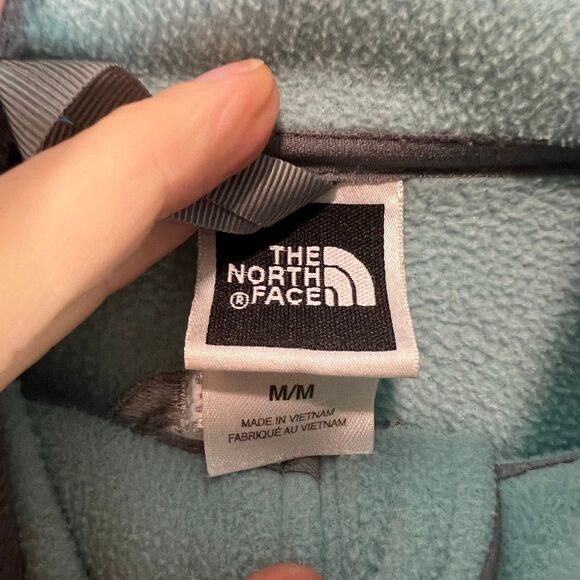 THE
NORTH
® FACE
M/M
MADE IN VIETNAM
FABRIQUÉ AU VIETNAM